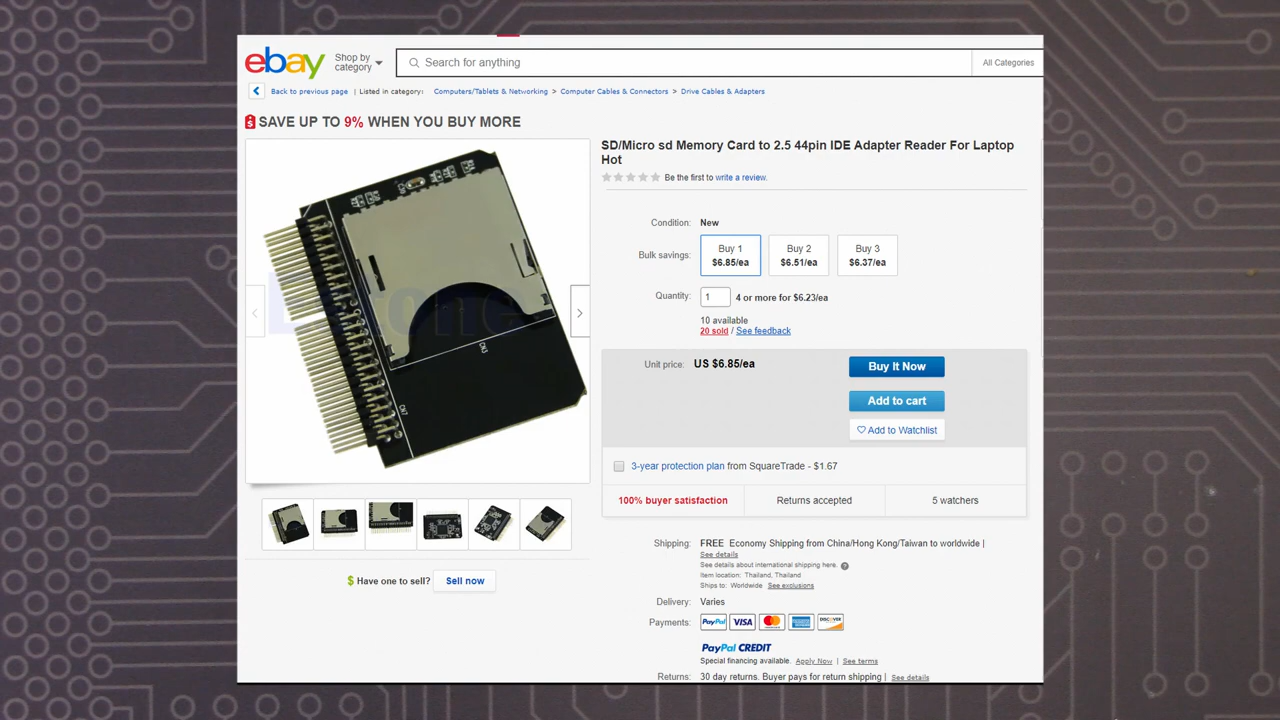 ebay
Shop by
category
Search for anything
All Categories
Back to previous page | Listed in category: Computers/Tablets & Networking > Computer Cables & Connectors > Drive Cables & Adapters
$ SAVE UP TO 9% WHEN YOU BUY MORE
SD/Micro sd Memory Card to 2.5 44pin IDE Adapter Reader For Laptop
Hot
Be the first to write a review.
Condition: New
Bulk savings:
Buy 1
$6.85/ea
Buy 2
$6.51/ea
Buy 3
$6.37/ea
Quantity: 1 4 or more for $6.23/ea
10 available
20 sold / See feedback
CN3
CN7
Unit price: US $6.85/ea
Buy It Now
Add to cart
Add to Watchlist
3-year protection plan from SquareTrade - $1.67
100% buyer satisfaction
Returns accepted
5 watchers
Shipping: FREE Economy Shipping from China/Hong Kong/Taiwan to worldwide |
See details
See details about international shipping here. ?
Item location: Thailand, Thailand
Ships to: Worldwide See exclusions
$ Have one to sell? Sell now
Delivery: Varies
Payments: PayPal VISA DISCOVER
PayPal CREDIT
Special financing available. Apply Now | See terms
Returns: 30 day returns. Buyer pays for return shipping | See details